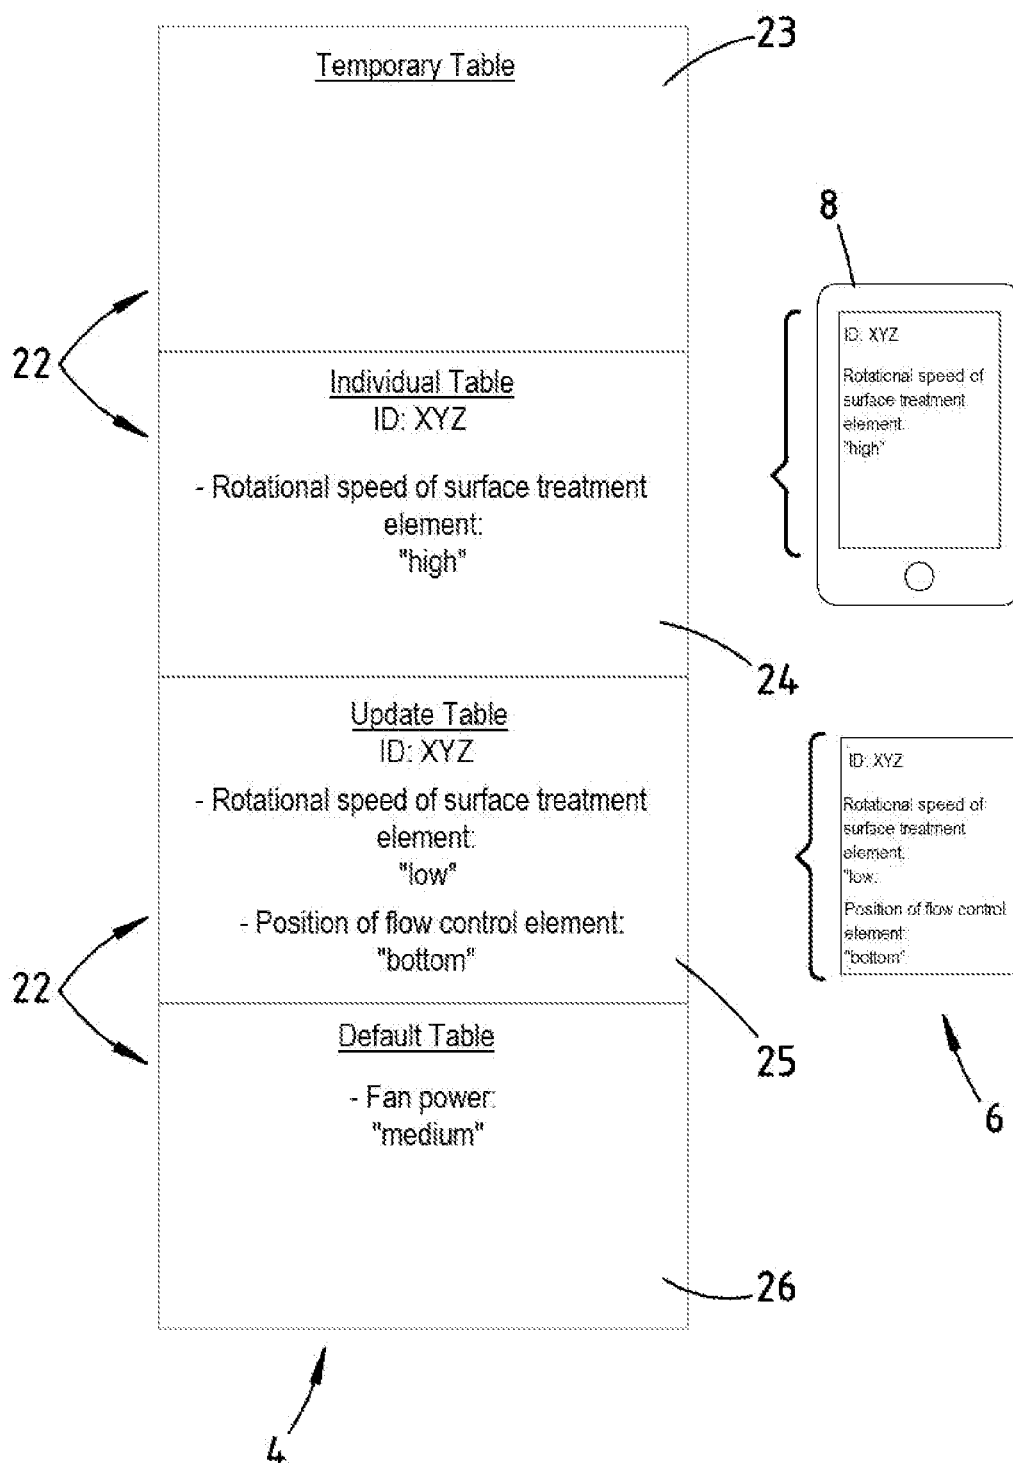 23
Temporary Table
8
22
Individual Table
ID: XYZ
- Rotational speed of surface treatment
element:
"high"
24
ID: XYZ
Rotational speed of
surface treatment
element:
"high"
Update Table
ID: XYZ
- Rotational speed of surface treatment
element:
"low"
- Position of flow control element:
"bottom"
22
25
ID: XYZ
Rotational speed of
surface treatment
element:
"low:
Position of flow control
element:
"bottom"
6
Default Table
- Fan power:
"medium"
26
4